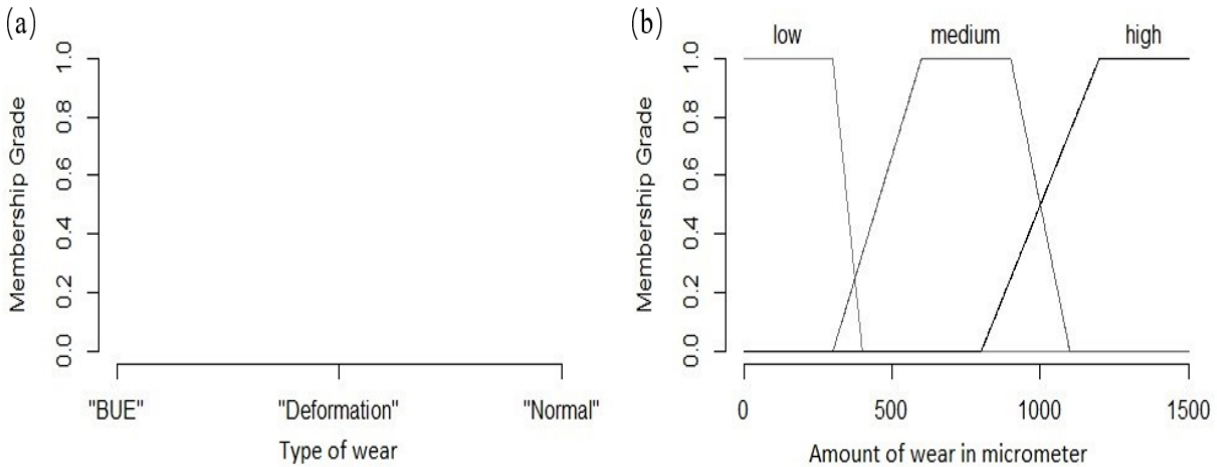 (a)
Membership Grade
1.0
0.8
0.6
0.4
0.2
0.0
"BUE" "Deformation" "Normal"
Type of wear
(b)
low medium high
Membership Grade
1.0
0.8
0.6
0.4
0.2
0.0
0 500 1000 1500
Amount of wear in micrometer